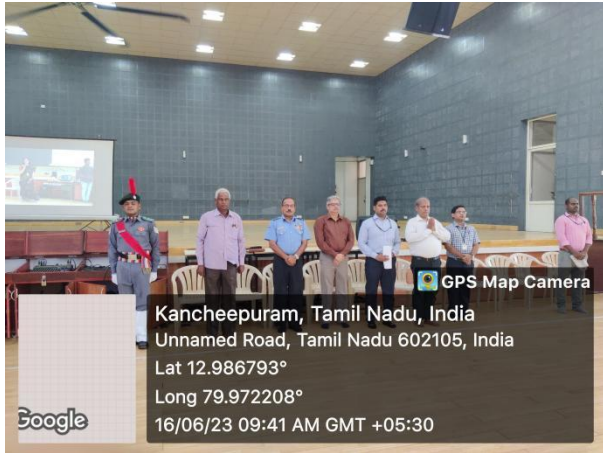 GPS Map Camera
Kancheepuram, Tamil Nadu, India
Unnamed Road, Tamil Nadu 602105, India
Lat 12.986793°
Long 79.972208°
16/06/23 09:41 AM GMT +05:30
Google